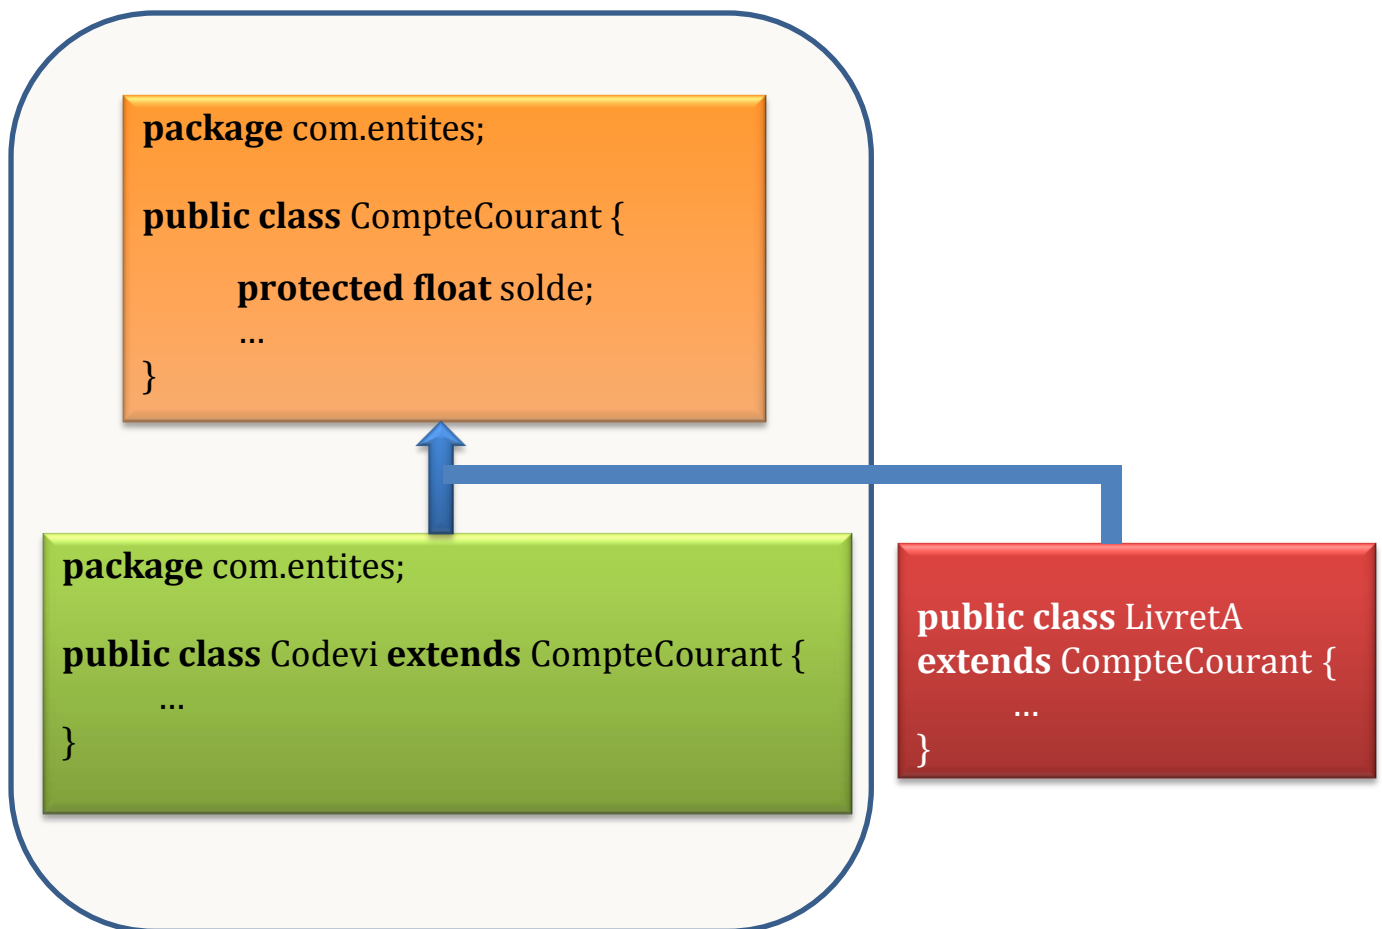 package com.entites;
public class CompteCourant {
protected float solde;
...
}
package com.entites;
public class Codevi extends CompteCourant {
...
}
public class LivretA
extends CompteCourant {
...
}